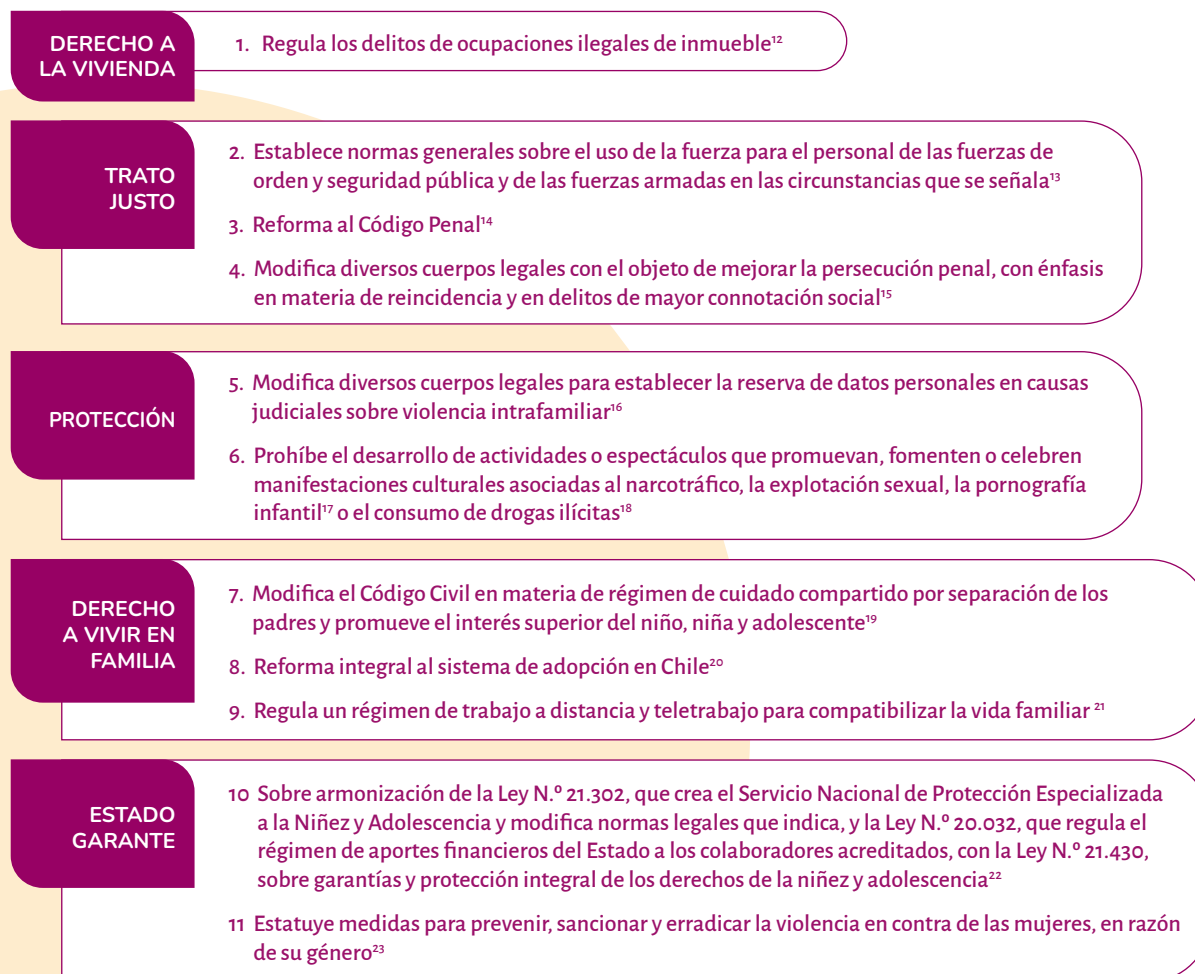 DERECHO A
LA VIVIENDA
1. Regula los delitos de ocupaciones ilegales de inmueble¹²
TRATO
JUSTO
2. Establece normas generales sobre el uso de la fuerza para el personal de las fuerzas de
orden y seguridad pública y de las fuerzas armadas en las circunstancias que se señala¹³
3. Reforma al Código Penal¹⁴
4. Modifica diversos cuerpos legales con el objeto de mejorar la persecución penal, con énfasis
en materia de reincidencia y en delitos de mayor connotación social¹⁵
PROTECCIÓN
5. Modifica diversos cuerpos legales para establecer la reserva de datos personales en causas
judiciales sobre violencia intrafamiliar¹⁶
6. Prohíbe el desarrollo de actividades o espectáculos que promuevan, fomenten o celebren
manifestaciones culturales asociadas al narcotráfico, la explotación sexual, la pornografía
infantil¹⁷ o el consumo de drogas ilícitas¹⁸
DERECHO
A VIVIR EN
FAMILIA
7. Modifica el Código Civil en materia de régimen de cuidado compartido por separación de los
padres y promueve el interés superior del niño, niña y adolescente¹⁹
8. Reforma integral al sistema de adopción en Chile²⁰
9. Regula un régimen de trabajo a distancia y teletrabajo para compatibilizar la vida familiar ²¹
ESTADO
GARANTE
10 Sobre armonización de la Ley N.º 21.302, que crea el Servicio Nacional de Protección Especializada
a la Niñez y Adolescencia y modifica normas legales que indica, y la Ley N.º 20.032, que regula el
régimen de aportes financieros del Estado a los colaboradores acreditados, con la Ley N.º 21.430,
sobre garantías y protección integral de los derechos de la niñez y adolescencia²²
11 Estatuye medidas para prevenir, sancionar y erradicar la violencia en contra de las mujeres, en razón
de su género²³